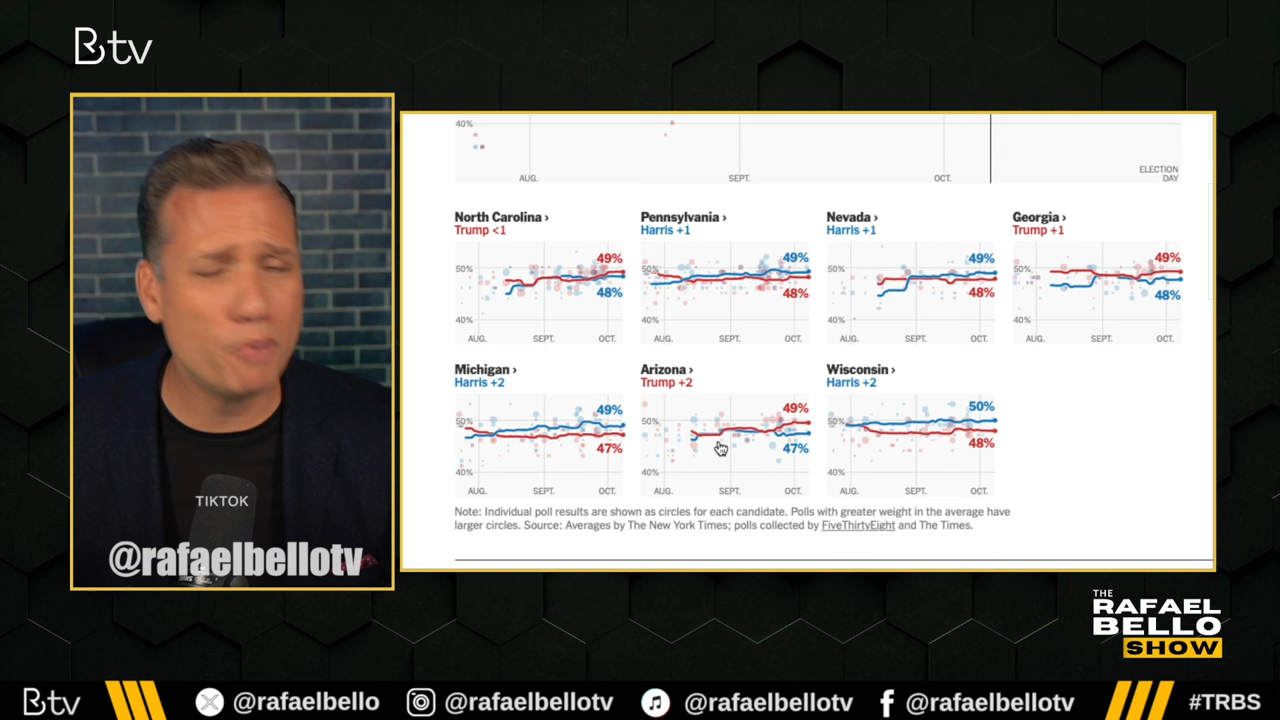 Btv
40%
AUG.
SEPT.
OCT.
ELECTION
DAY
North Carolina ›
Trump <1
50%
49%
48%
40%
AUG.
SEPT.
OCT.
Pennsylvania ›
Harris +1
50%
49%
48%
40%
AUG.
SEPT.
OCT.
Nevada ›
Harris +1
50%
49%
48%
40%
AUG.
SEPT.
OCT.
Georgia ›
Trump +1
50%
49%
48%
40%
AUG.
SEPT.
OCT.
Michigan ›
Harris +2
50%
49%
47%
40%
AUG.
SEPT.
OCT.
Arizona ›
Trump +2
50%
49%
47%
40%
AUG.
SEPT.
OCT.
Wisconsin ›
Harris +2
50%
50%
48%
40%
AUG.
SEPT.
OCT.
Note: Individual poll results are shown as circles for each candidate. Polls with greater weight in the average have
larger circles. Source: Averages by The New York Times; polls collected by FiveThirtyEight and The Times.
TIKTOK
@rafaelbellotv
THE
RAFAEL
BELLO
SHOW
Btv @rafaelbello @rafaelbellotv @rafaelbellotv @rafaelbellotv #TRBS